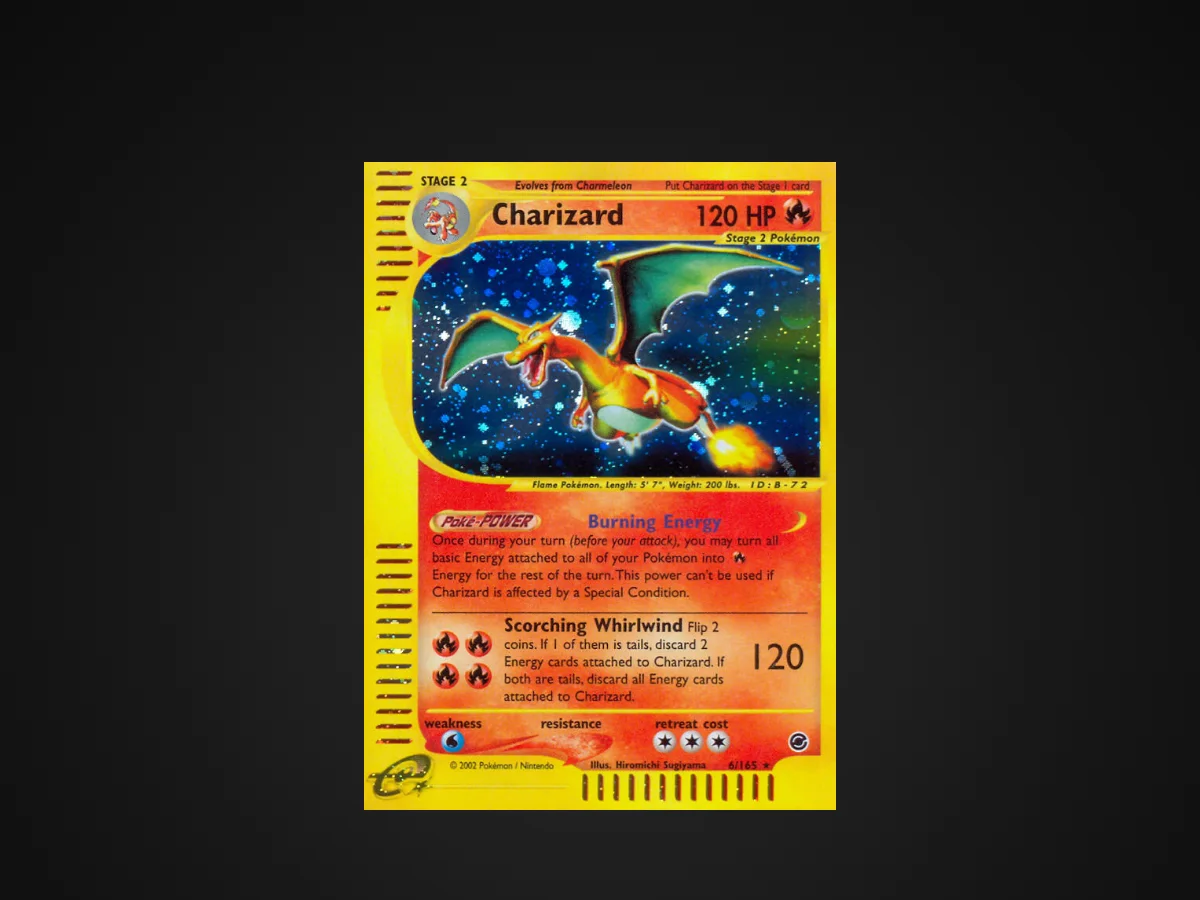 STAGE 2
Evolves from Charmeleon
Put Charizard on the Stage 1 card
Charizard
120 HP
Stage 2 Pokémon
Flame Pokémon. Length: 5' 7", Weight: 200 lbs. ID:B-72
Poké-POWER Burning Energy
Once during your turn (before your attack), you may turn all
basic Energy attached to all of your Pokémon into
Energy for the rest of the turn. This power can't be used if
Charizard is affected by a Special Condition.
Scorching Whirlwind Flip 2
coins. If 1 of them is tails, discard 2
Energy cards attached to Charizard. If
both are tails, discard all Energy cards
attached to Charizard.
120
weakness resistance retreat cost
© 2002 Pokémon / Nintendo Illus. Hiromichi Sugiyama 6/165 ★
e